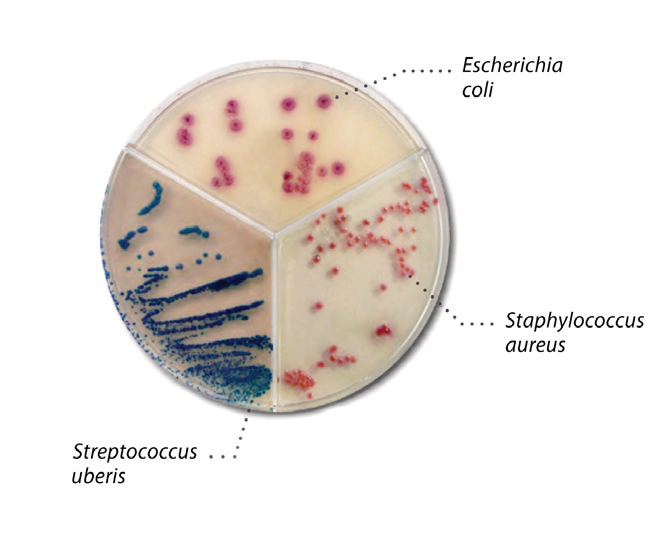 Escherichia
coli
Staphylococcus
aureus
Streptococcus
uberis